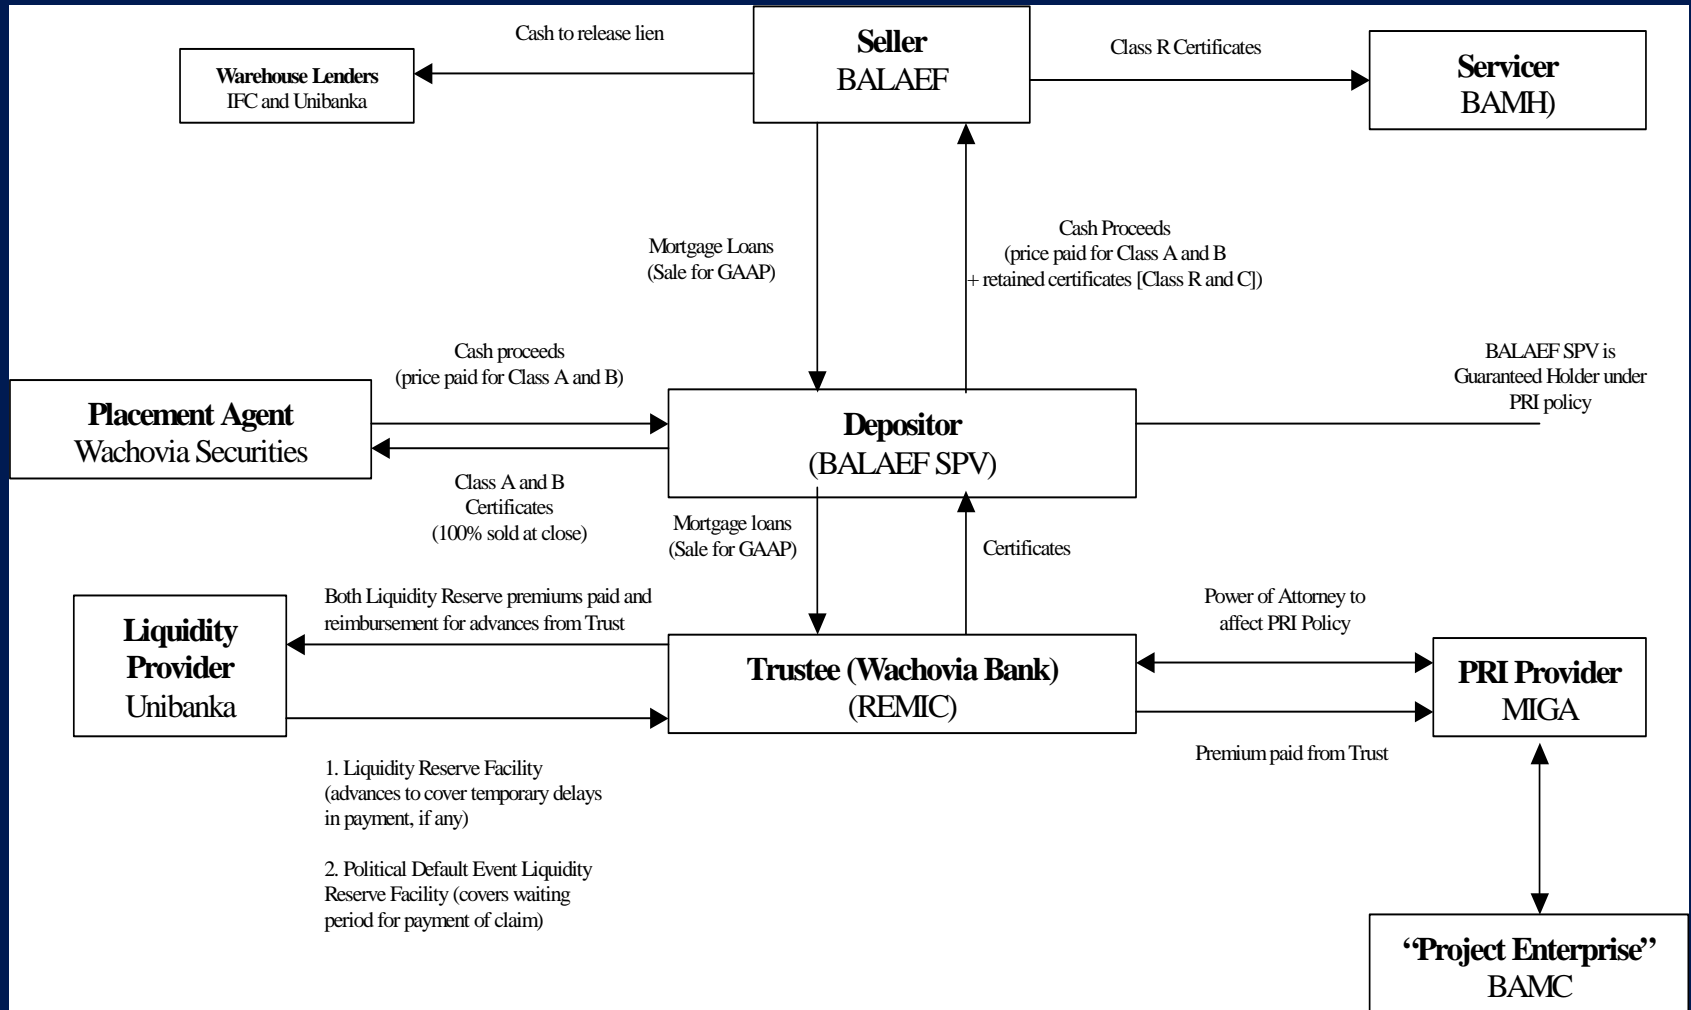 Cash to release lien
Seller
BALAEF
Class R Certificates
Warehouse Lenders
IFC and Unibanka
Servicer
BAMH)
Mortgage Loans
(Sale for GAAP)
Cash Proceeds
(price paid for Class A and B
+ retained certificates [Class R and C])
Cash proceeds
(price paid for Class A and B)
BALAEF SPV is
Guaranteed Holder under
PRI policy
Placement Agent
Wachovia Securities
Depositor
(BALAEF SPV)
Class A and B
Certificates
(100% sold at close)
Mortgage loans
(Sale for GAAP)
Certificates
Both Liquidity Reserve premiums paid and
reimbursement for advances from Trust
Power of Attorney to
affect PRI Policy
Liquidity
Provider
Unibanka
Trustee (Wachovia Bank)
(REMIC)
PRI Provider
MIGA
Premium paid from Trust
1. Liquidity Reserve Facility
(advances to cover temporary delays
in payment, if any)
2. Political Default Event Liquidity
Reserve Facility (covers waiting
period for payment of claim)
“Project Enterprise”
BAMC